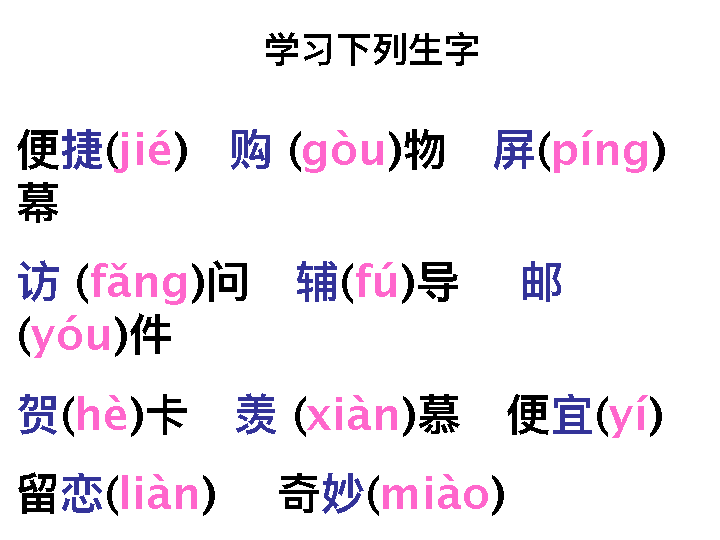 学习下列生字
便捷(jié) 购 (gòu)物 屏(píng)
幕
访 (fǎng)问 辅(fú)导 邮
(yóu)件
贺(hè)卡 羡 (xiàn)慕 便宜(yí)
留恋(liàn) 奇妙(miào)